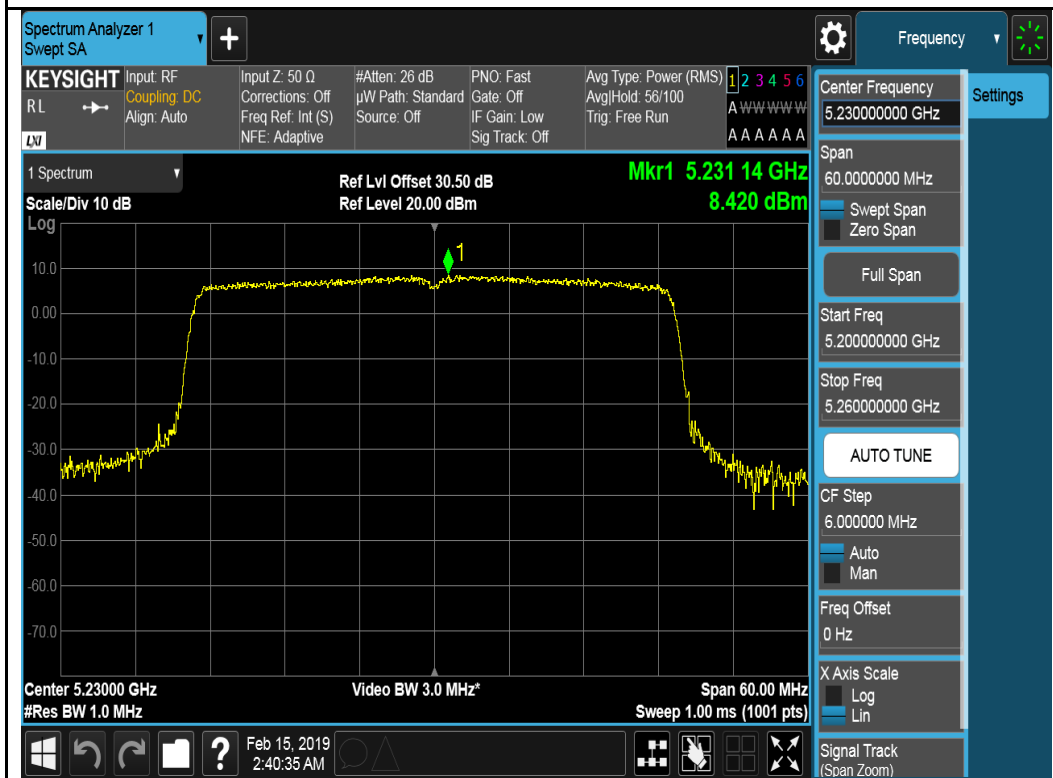 Spectrum Analyzer 1
Swept SA
+
Frequency
KEYSIGHT
RL
LXI
Input: RF
Coupling: DC
Align: Auto
Input Z: 50 Ω
Corrections: Off
Freq Ref: Int (S)
NFE: Adaptive
#Atten: 26 dB
µW Path: Standard
Source: Off
PNO: Fast
Gate: Off
IF Gain: Low
Sig Track: Off
Avg Type: Power (RMS)
Avg|Hold: 56/100
Trig: Free Run
1 2 3 4 5 6
A W W W W W
A A A A A A
1 Spectrum
Scale/Div 10 dB
Ref Lvl Offset 30.50 dB
Ref Level 20.00 dBm
Mkr1 5.231 14 GHz
8.420 dBm
Log
1
10.0
0.00
-10.0
-20.0
-30.0
-40.0
-50.0
-60.0
-70.0
Center 5.23000 GHz
#Res BW 1.0 MHz
Video BW 3.0 MHz*
Span 60.00 MHz
Sweep 1.00 ms (1001 pts)
?
Feb 15, 2019
2:40:35 AM
Center Frequency
5.230000000 GHz
Settings
Span
60.0000000 MHz
Swept Span
Zero Span
Full Span
Start Freq
5.200000000 GHz
Stop Freq
5.260000000 GHz
AUTO TUNE
CF Step
6.000000 MHz
Auto
Man
Freq Offset
0 Hz
X Axis Scale
Log
Lin
Signal Track
(Span Zoom)